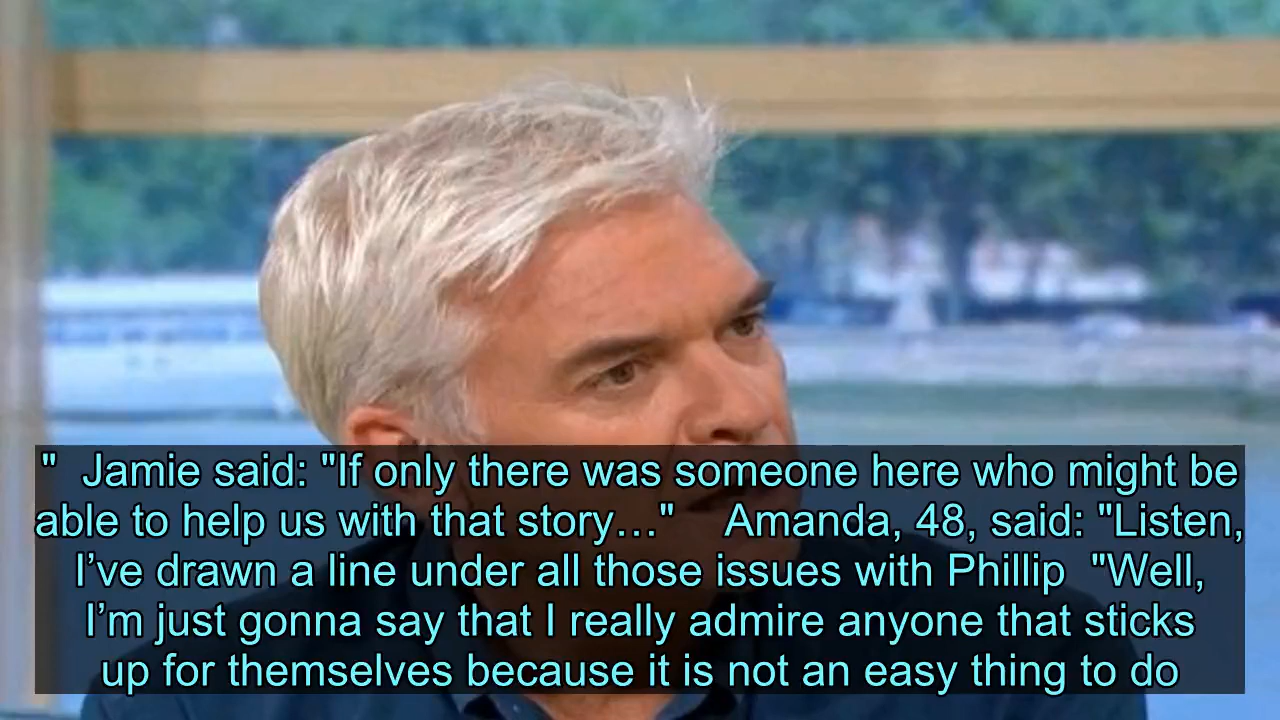 "  Jamie said: "If only there was someone here who might be
able to help us with that story…"    Amanda, 48, said: "Listen,
I’ve drawn a line under all those issues with Phillip  "Well,
I’m just gonna say that I really admire anyone that sticks
up for themselves because it is not an easy thing to do